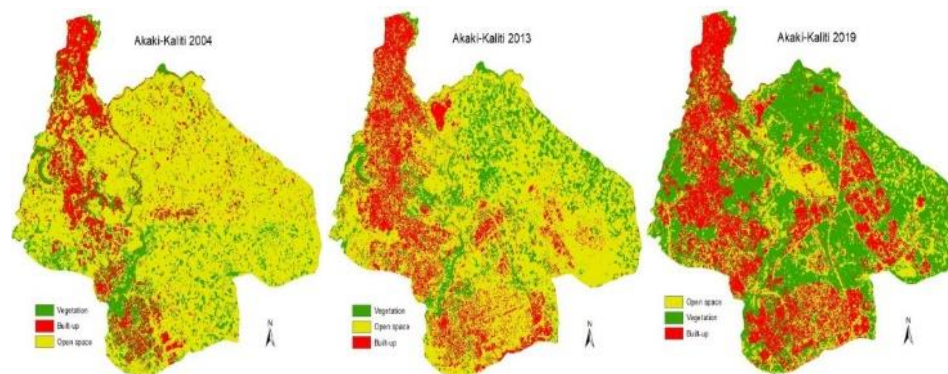 Akaki-Kaliti 2004
Vegetation
Built-up
Open space
N
Akaki-Kaliti 2013
Vegetation
Open space
Built-up
N
Akaki-Kaliti 2019
Open space
Vegetation
Built-up
N